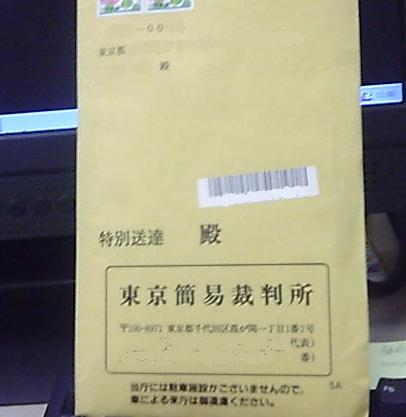 -00
東京都
殿
特別送達 殿
東京簡易裁判所
〒100-8971 東京都千代田区霞が関一丁目1番2号
代表)
番)
当庁には駐車施設がございませんので、
車による来庁は御遠慮ください。
5A